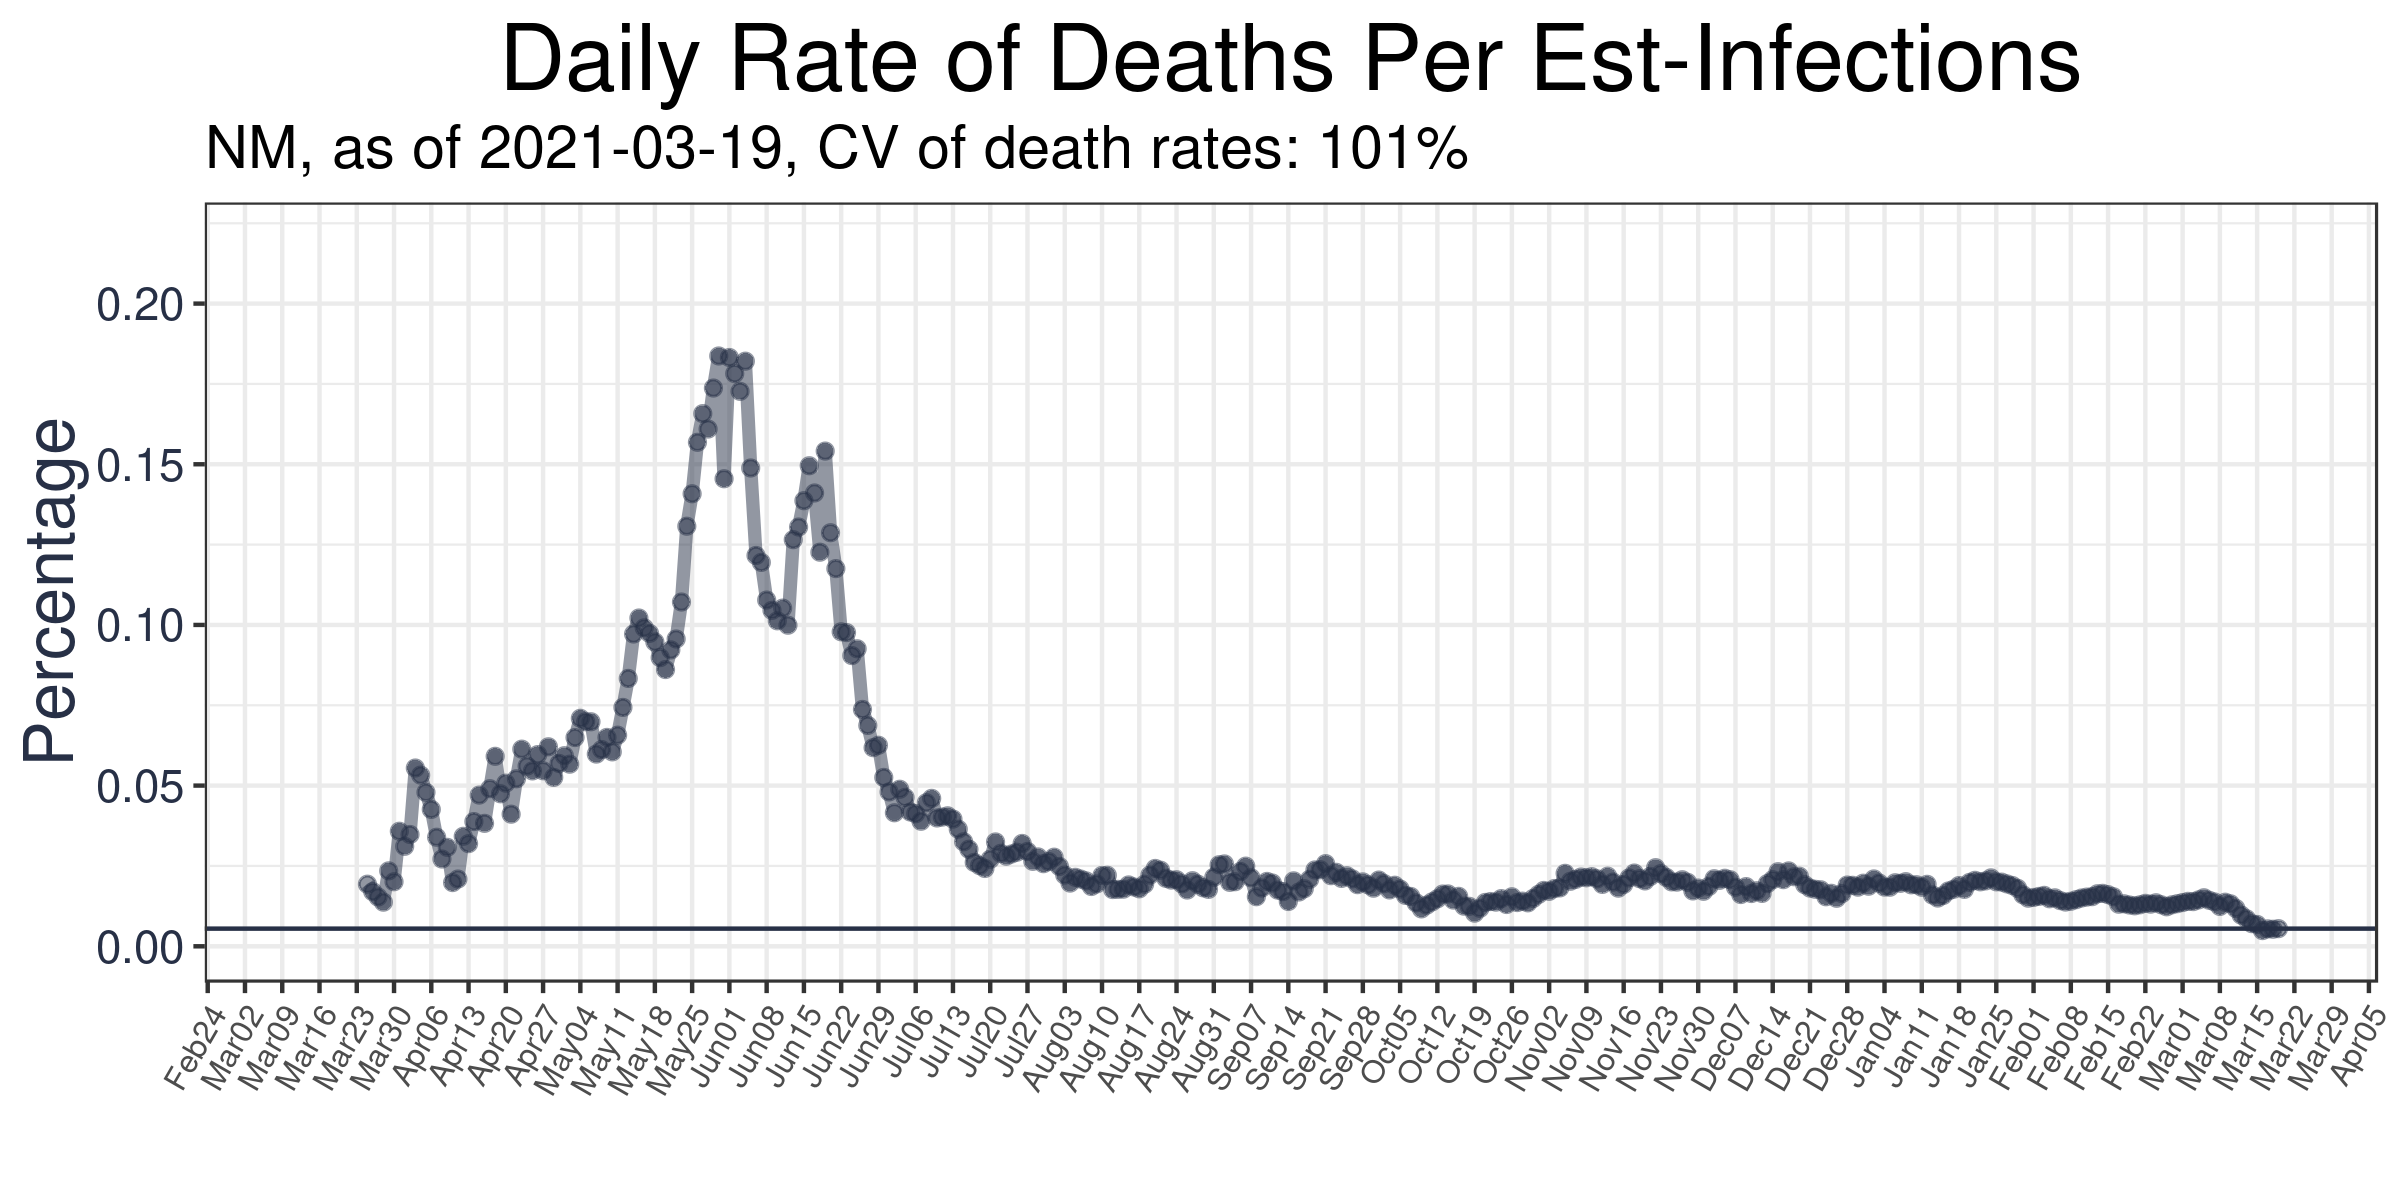 Daily Rate of Deaths Per Est-Infections
NM, as of 2021-03-19, CV of death rates: 101%
Percentage
0.20
0.15
0.10
0.05
0.00
Feb24
Mar02
Mar09
Mar16
Mar23
Mar30
Apr06
Apr13
Apr20
Apr27
May04
May11
May18
May25
Jun01
Jun08
Jun15
Jun22
Jun29
Jul06
Jul13
Jul20
Jul27
Aug03
Aug10
Aug17
Aug24
Aug31
Sep07
Sep14
Sep21
Sep28
Oct05
Oct12
Oct19
Oct26
Nov02
Nov09
Nov16
Nov23
Nov30
Dec07
Dec14
Dec21
Dec28
Jan04
Jan11
Jan18
Jan25
Feb01
Feb08
Feb15
Feb22
Mar01
Mar08
Mar15
Mar22
Mar29
Apr05